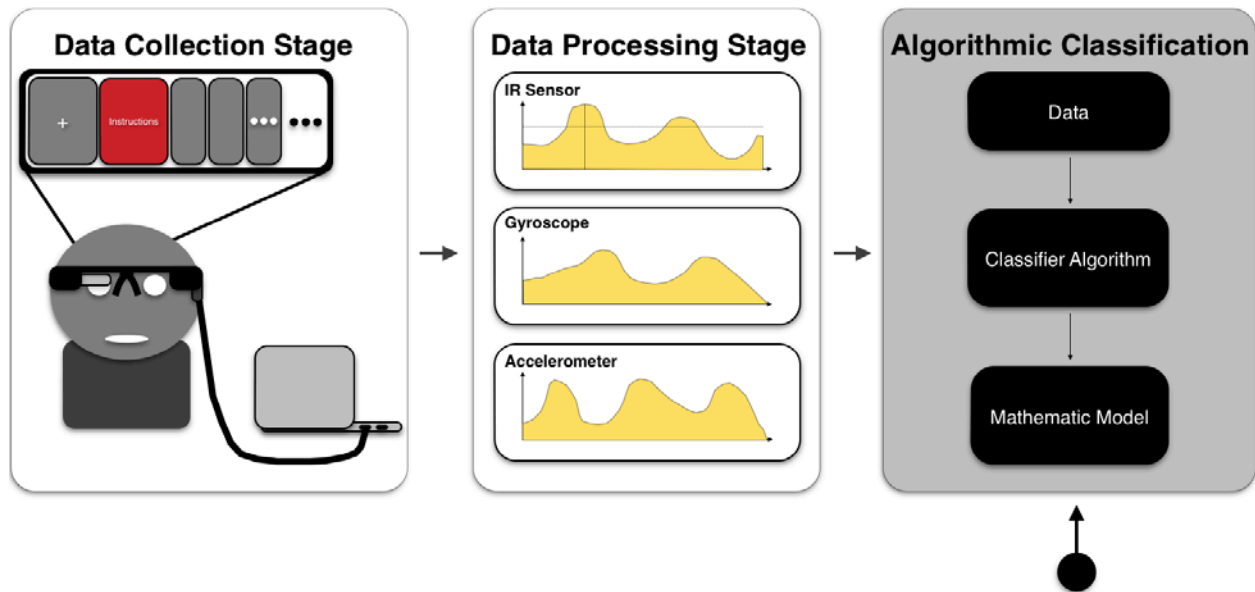 Data Collection Stage
+
Instructions
Data Processing Stage
IR Sensor
Gyroscope
Accelerometer
Algorithmic Classification
Data
Classifier Algorithm
Mathematic Model